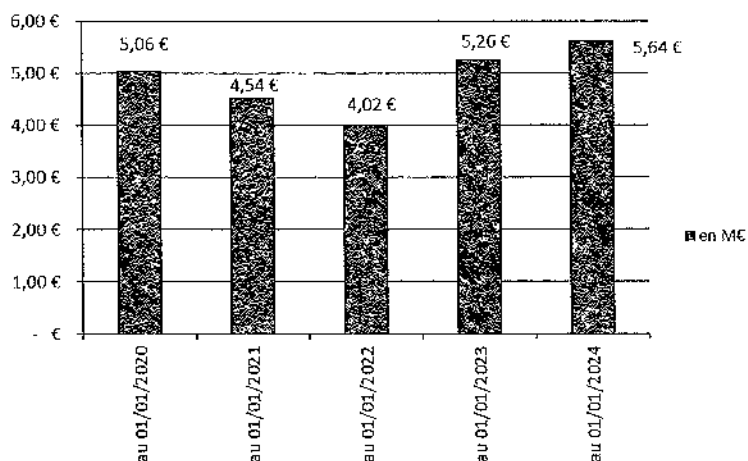 6,00 €
5,00 €
4,00 €
3,00 €
2,00 €
1,00 €
- €
5,06 €
4,54 €
4,02 €
5,26 €
5,64 €
en M€
au 01/01/2020
au 01/01/2021
au 01/01/2022
au 01/01/2023
au 01/01/2024